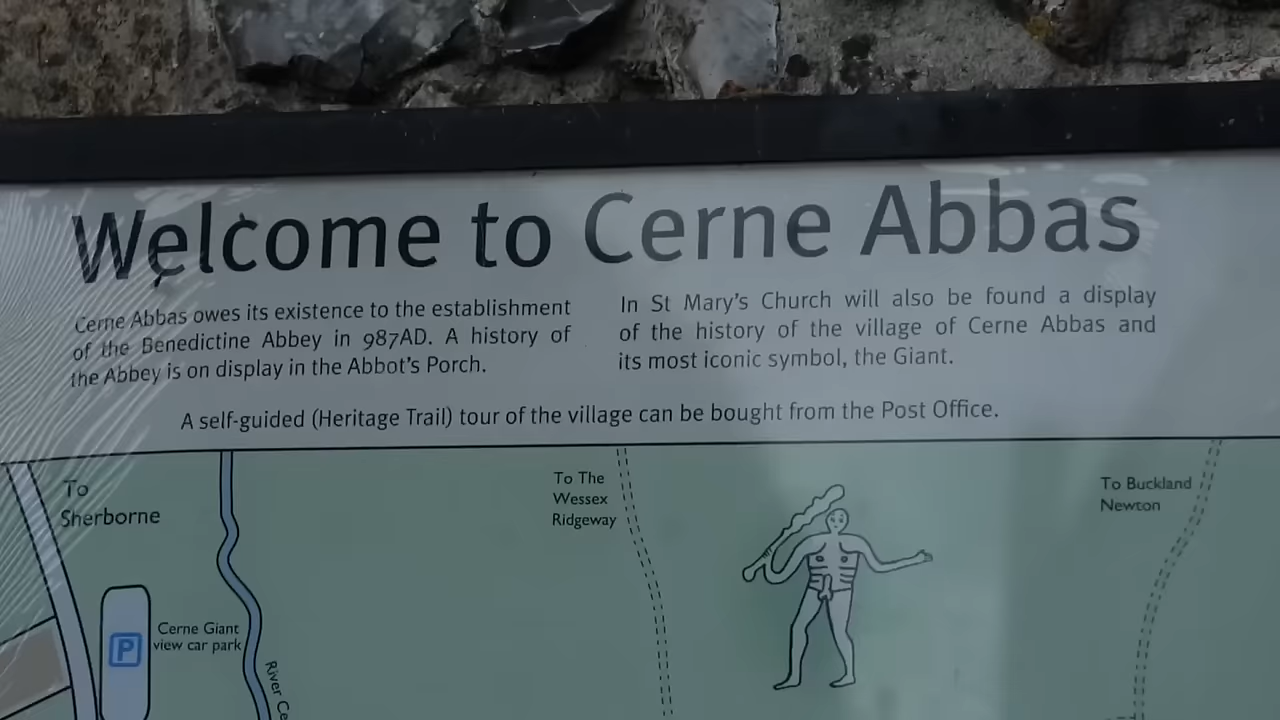 Welcome to Cerne Abbas
Cerne Abbas owes its existence to the establishment
of the Benedictine Abbey in 987AD. A history of
the Abbey is on display in the Abbot's Porch.
In St Mary's Church will also be found a display
of the history of the village of Cerne Abbas and
its most iconic symbol, the Giant.
A self-guided (Heritage Trail) tour of the village can be bought from the Post Office.
To
Sherborne
To The
Wessex
Ridgeway
To Buckland
Newton
P
Cerne Giant
view car park
River